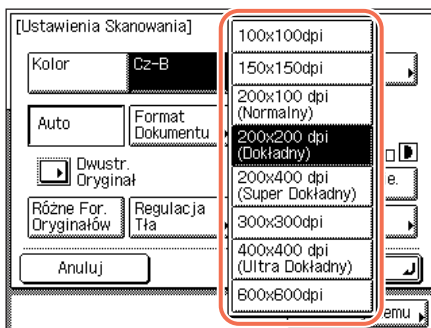 [Ustawienia Skanowania]
Kolor
Cz-B
Auto
Format
Dokumentu
Dwustr.
Oryginał
Różne For.
Oryginałów
Regulacja
Tła
Anuluj
100x100dpi
150x150dpi
200x100 dpi
(Normalny)
200x200 dpi
(Dokładny)
200x400 dpi
(Super Dokładny)
300x300dpi
400x400 dpi
(Ultra Dokładny)
600x600dpi
e.
emu